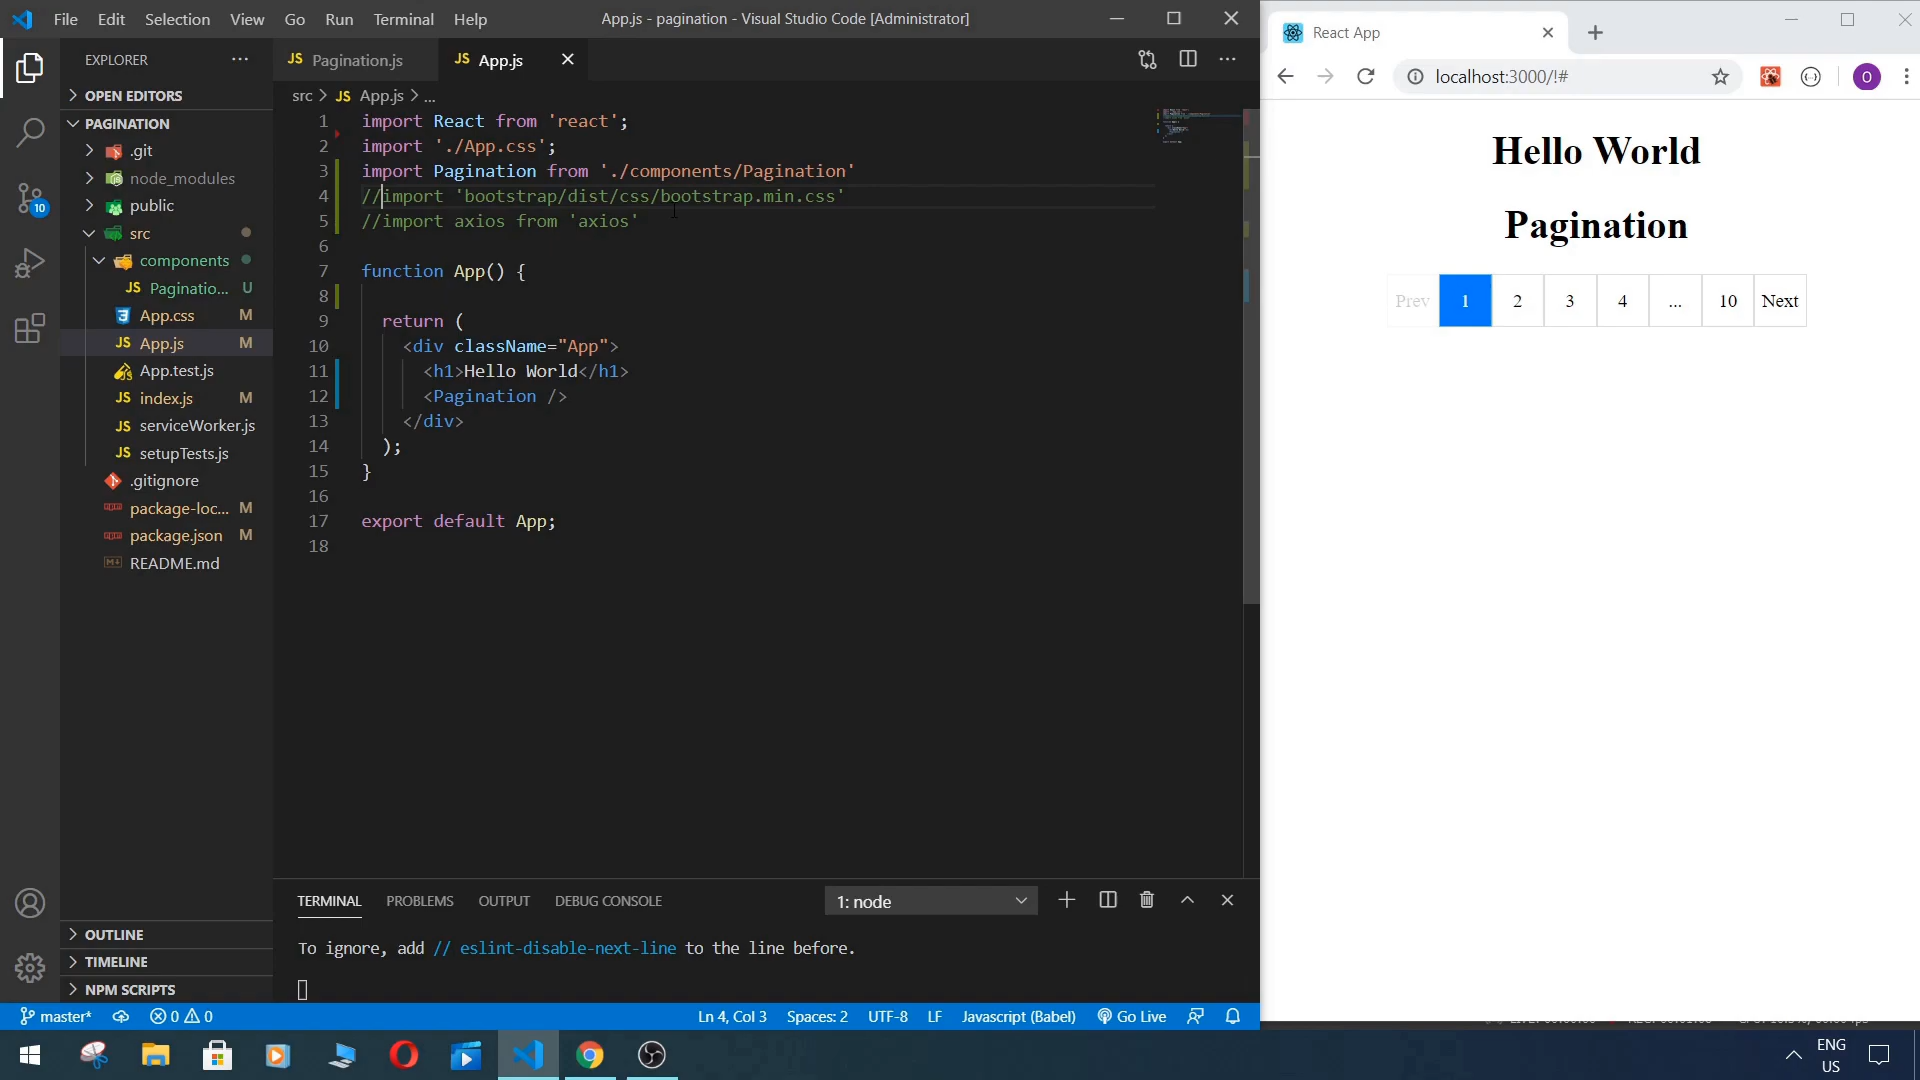 File Edit Selection View Go Run Terminal Help App.js - pagination - Visual Studio Code [Administrator]
EXPLORER
JS Pagination.js
JS App.js
src > JS App.js > ...
OPEN EDITORS
PAGINATION
.git
node_modules
public
src
components
JS Paginatio... U
App.css M
JS App.js M
App.test.js
JS index.js M
JS serviceWorker.js
JS setupTests.js
.gitignore
package-loc... M
package.json M
README.md
OUTLINE
TIMELINE
NPM SCRIPTS
10
1 import React from 'react';
2 import './App.css';
3 import Pagination from './components/Pagination'
4 //import 'bootstrap/dist/css/bootstrap.min.css'
5 //import axios from 'axios'
6
7 function App() {
8
9 return (
10 <div className="App">
11 <h1>Hello World</h1>
12 <Pagination />
13 </div>
14 );
15 }
16
17 export default App;
18
TERMINAL PROBLEMS OUTPUT DEBUG CONSOLE 1: node
To ignore, add // eslint-disable-next-line to the line before.
master* 0 0 Ln 4, Col 3 Spaces: 2 UTF-8 LF Javascript (Babel) Go Live
React App
localhost:3000/!#
O
Hello World
Pagination
Prev 1 2 3 4 ... 10 Next
ENG
US